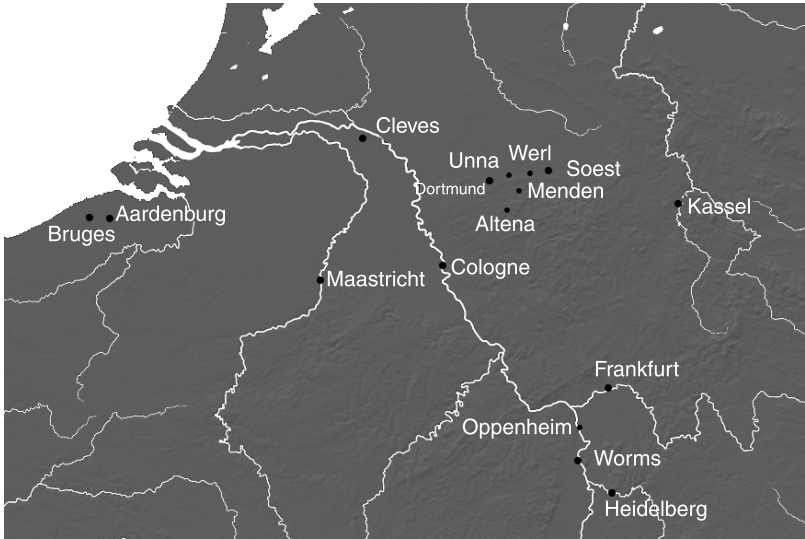 Cleves
Unna
Werl
Soest
Dortmund
Menden
Altena
Aardenburg
Bruges
Kassel
Cologne
Maastricht
Frankfurt
Oppenheim
Worms
Heidelberg